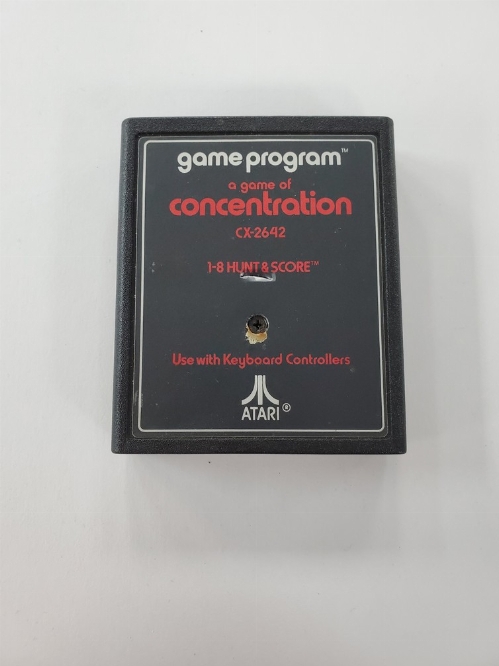 game program™
a game of
concentration
CX-2642
1-8 HUNT & SCORE™
Use with Keyboard Controllers
ATARI®